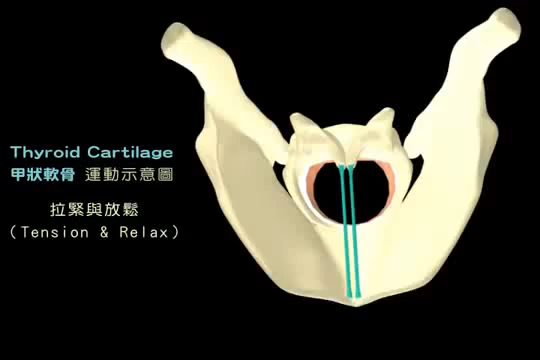 Thyroid Cartilage
甲狀軟骨 運動示意圖
拉緊與放鬆
(Tension & Relax)